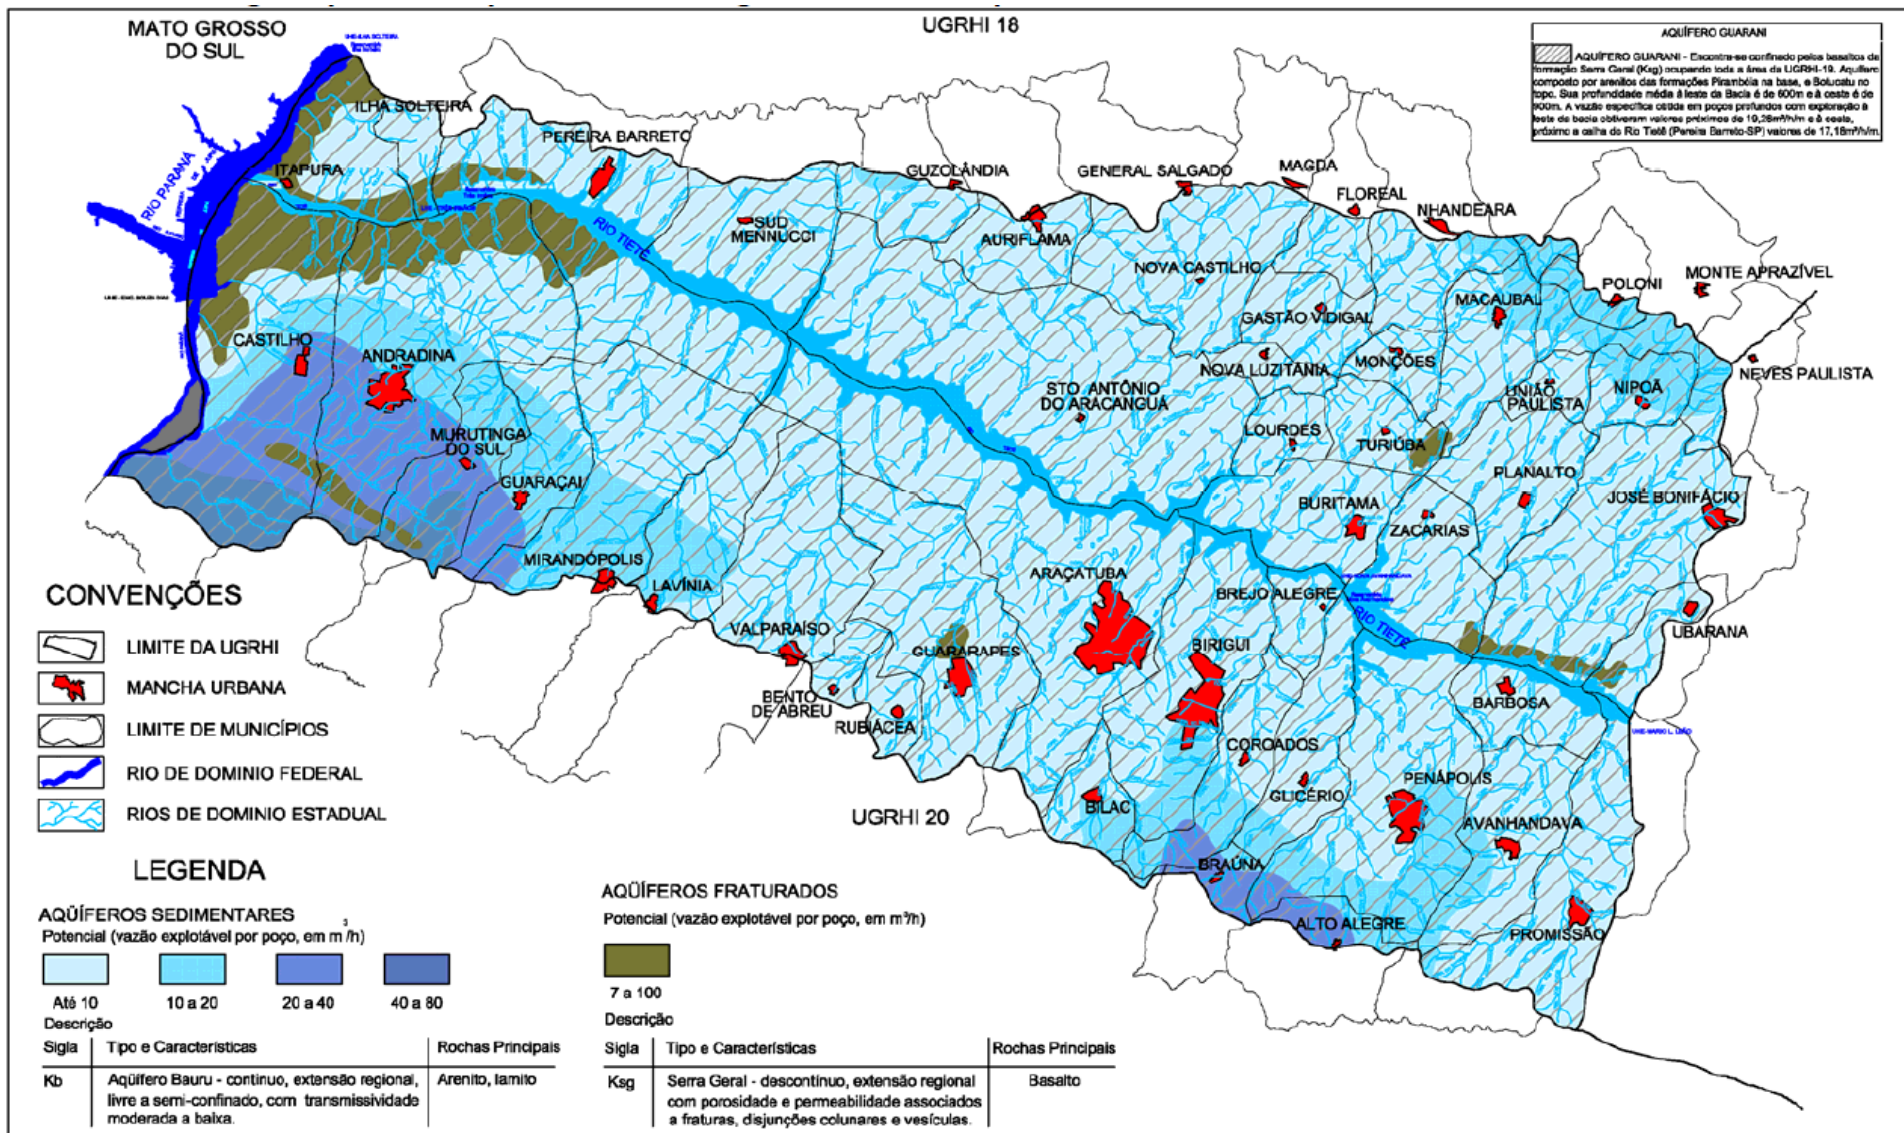 MATO GROSSO
DO SUL
UGRHI 18
AQUÍFERO GUARANI
AQUÍFERO GUARANI - Encontra-se confinado pelos basaltos da
formação Serra Geral (Ksg) ocupando toda a área da UGRHI-19. Aquífero
composto por arenitos das formações Pirambóia na base, e Botucatu no
topo. Sua profundidade média à leste da Bacia é de 600m e à oeste é de
900m. A vazão específica obtida em poços profundos com exploração à
leste da bacia obtiveram valores próximos de 19,26m³/h/m e à oeste,
próximo a calha do Rio Tietê (Pereira Barreto-SP) valores de 17,18m³/h/m.
ILHA SOLTEIRA
PEREIRA BARRETO
ITAPURA
RIO PARANÁ
RIO TIETÊ
SUD
MENNUCCI
GUZOLÂNDIA
AURIFLAMA
GENERAL SALGADO
MAGDA
FLOREAL
NHANDEARA
NOVA CASTILHO
GASTÃO VIDIGAL
MACAUBAL
POLONI
MONTE APRAZÍVEL
NEVES PAULISTA
CASTILHO
ANDRADINA
NOVA LUZITÂNIA
MONÇÕES
UNIÃO
PAULISTA
NIPOÃ
STO. ANTÔNIO
DO ARACANGUÁ
LOURDES
TURIÚBA
MURUTINGA
DO SUL
GUARAÇAI
PLANALTO
JOSÉ BONIFÁCIO
BURITAMA
ZACARIAS
MIRANDÓPOLIS
LAVÍNIA
ARAÇATUBA
BREJO ALEGRE
RIO TIETÊ
UBARANA
VALPARAÍSO
GUARARAPES
BIRIGUI
BENTO
DE ABREU
RUBIÁCEA
BARBOSA
COROADOS
GLICÉRIO
PENÁPOLIS
BILAC
AVANHANDAVA
BRAÚNA
ALTO ALEGRE
PROMISSÃO
UGRHI 20
CONVENÇÕES
LIMITE DA UGRHI
MANCHA URBANA
LIMITE DE MUNICÍPIOS
RIO DE DOMINIO FEDERAL
RIOS DE DOMINIO ESTADUAL
LEGENDA
AQÜÍFEROS SEDIMENTARES
Potencial (vazão explotável por poço, em m³/h)
Até 10
10 a 20
20 a 40
40 a 80
Descrição
Sigla Tipo e Características Rochas Principais
Kb Aqüífero Bauru - contínuo, extensão regional, Arenito, lamito
livre a semi-confinado, com transmissividade
moderada a baixa.
AQÜÍFEROS FRATURADOS
Potencial (vazão explotável por poço, em m³/h)
7 a 100
Descrição
Sigla Tipo e Características Rochas Principais
Ksg Serra Geral - descontínuo, extensão regional Basalto
com porosidade e permeabilidade associados
a fraturas, disjunções colunares e vesículas.